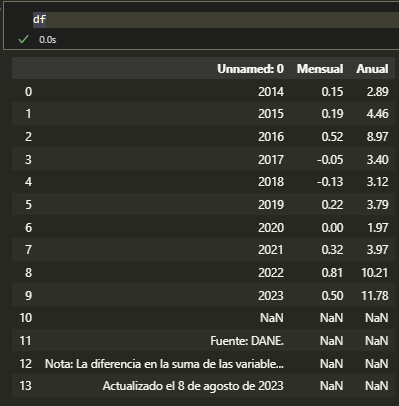 df
0.0s
Unnamed: 0 Mensual Anual
0 2014 0.15 2.89
1 2015 0.19 4.46
2 2016 0.52 8.97
3 2017 -0.05 3.40
4 2018 -0.13 3.12
5 2019 0.22 3.79
6 2020 0.00 1.97
7 2021 0.32 3.97
8 2022 0.81 10.21
9 2023 0.50 11.78
10 NaN NaN NaN
11 Fuente: DANE. NaN NaN
12 Nota: La diferencia en la suma de las variable... NaN NaN
13 Actualizado el 8 de agosto de 2023 NaN NaN